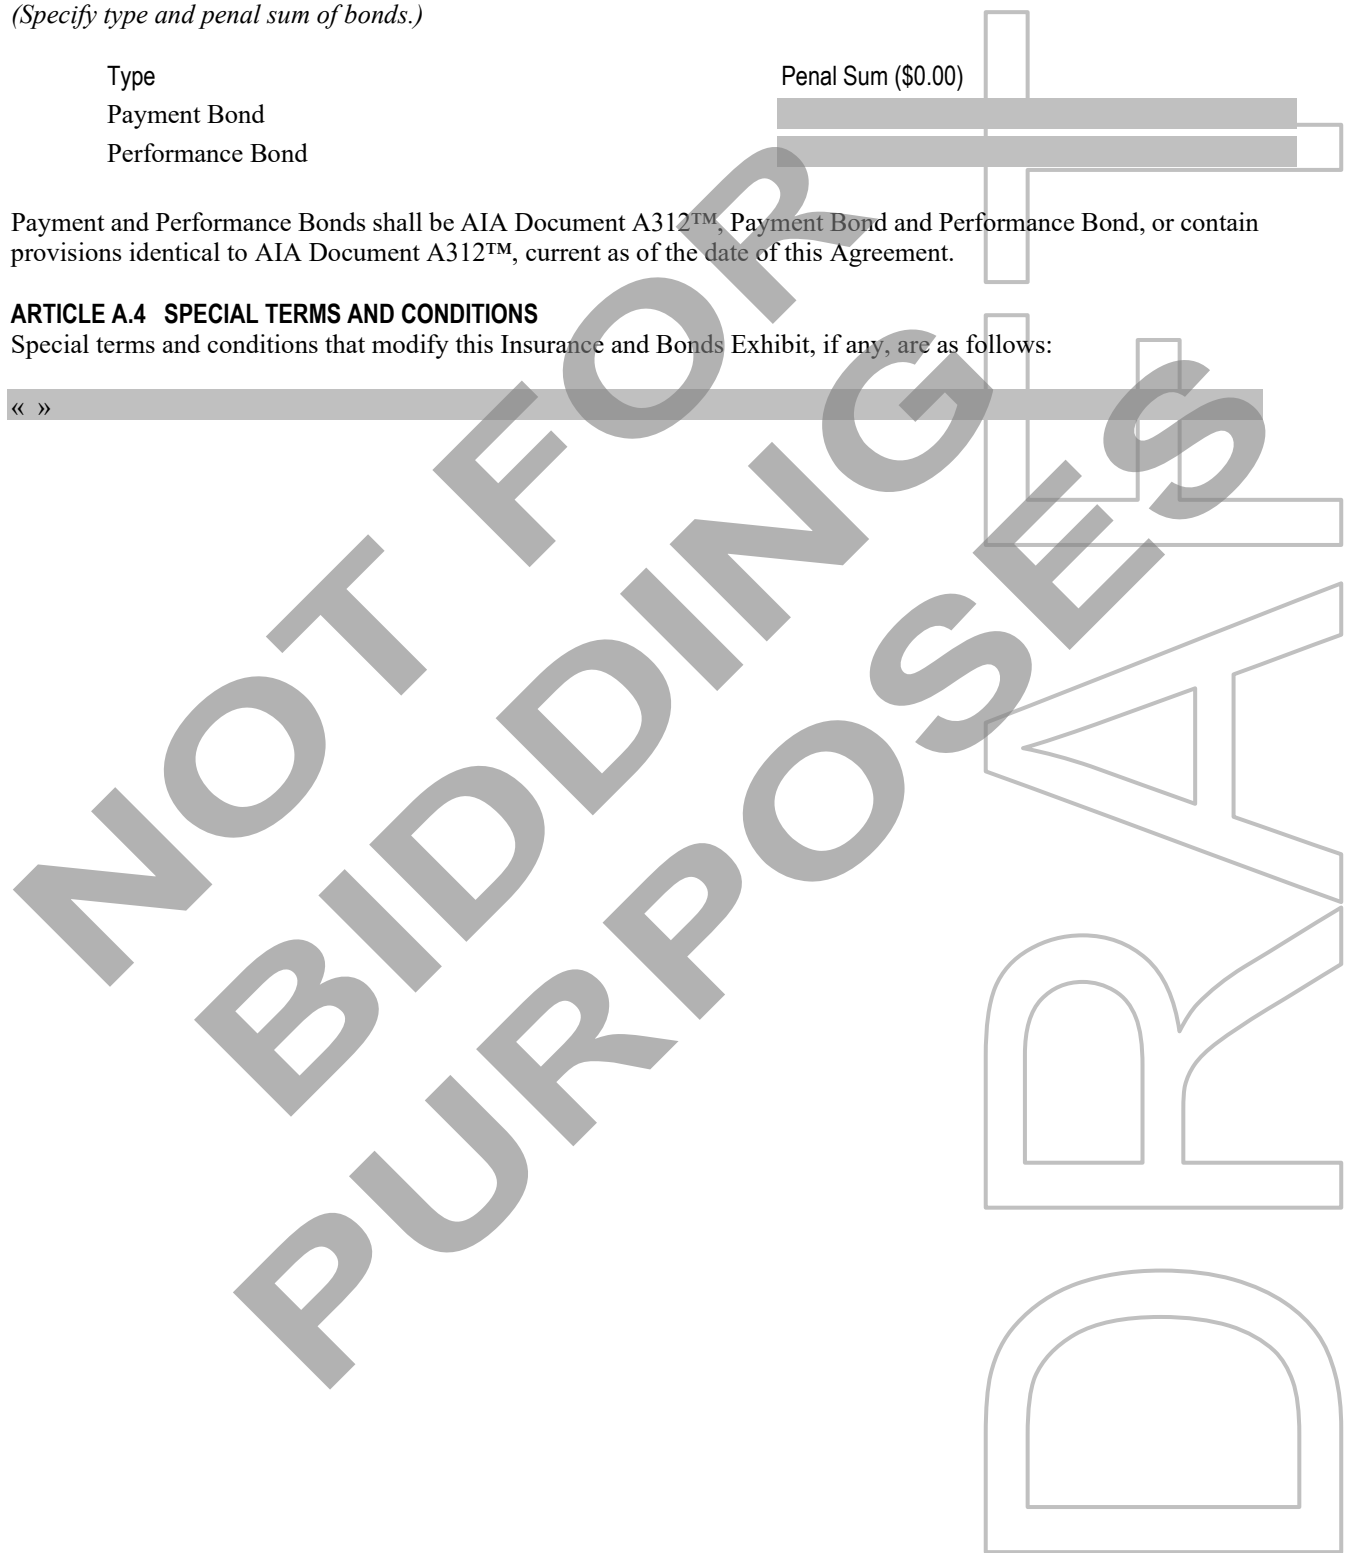 (Specify type and penal sum of bonds.)
Type Penal Sum ($0.00)
Payment Bond
Performance Bond
Payment and Performance Bonds shall be AIA Document A312™, Payment Bond and Performance Bond, or contain
provisions identical to AIA Document A312™, current as of the date of this Agreement.
ARTICLE A.4 SPECIAL TERMS AND CONDITIONS
Special terms and conditions that modify this Insurance and Bonds Exhibit, if any, are as follows:
« »
NOT FOR
BIDDING
PURPOSES
DRAFT